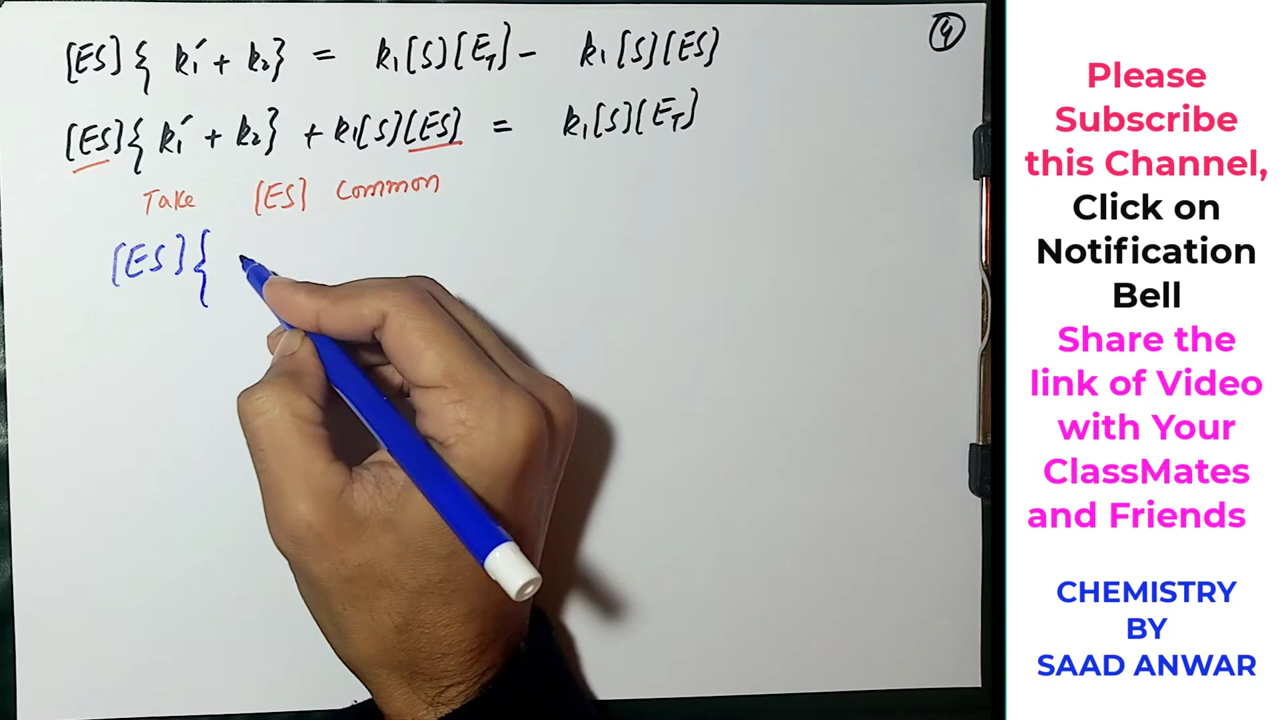 [ES]{ k₁′ + k₂} = k₁[S][E_T] - k₁[S][ES]
④
[ES]{ k₁′ + k₂} + k₁[S][ES] = k₁[S][E_T]
Take [ES] Common
[ES]{
Please
Subscribe
this Channel,
Click on
Notification
Bell
Share the
link of Video
with Your
ClassMates
and Friends
CHEMISTRY
BY
SAAD ANWAR